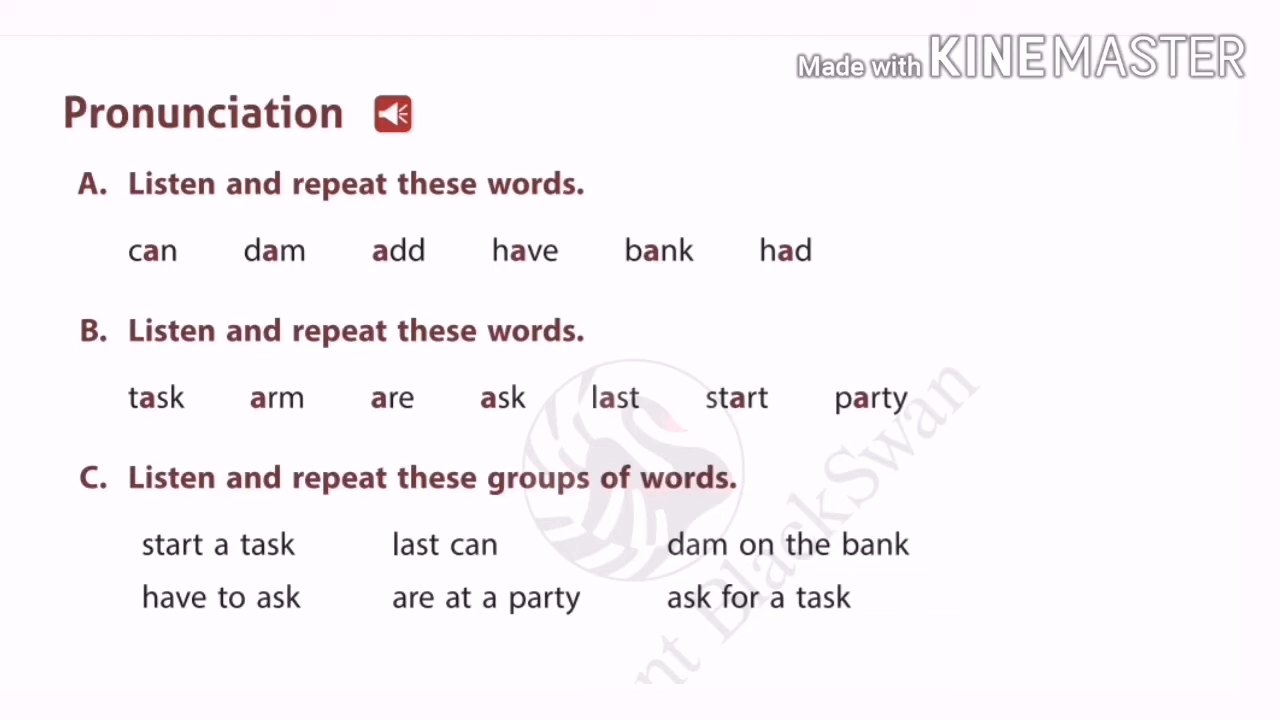 Made with KINEMASTER
Pronunciation
A. Listen and repeat these words.
can dam add have bank had
B. Listen and repeat these words.
task arm are ask last start party
C. Listen and repeat these groups of words.
start a task last can dam on the bank
have to ask are at a party ask for a task
BlackSwan